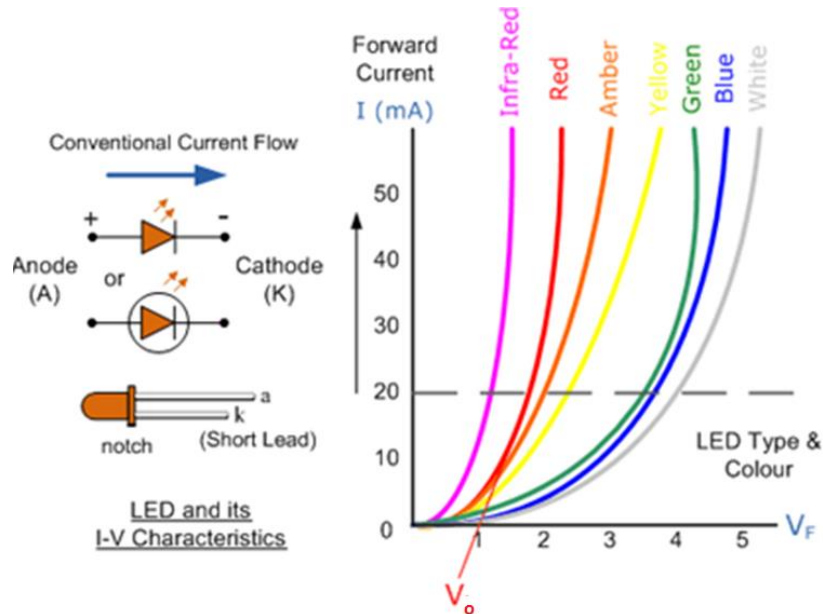 Conventional Current Flow
+
-
Anode
(A)
or
Cathode
(K)
a
k
notch
(Short Lead)
LED and its
I-V Characteristics
Forward
Current
I (mA)
Infra-Red
Red
Amber
Yellow
Green
Blue
White
50
40
30
20
10
0
LED Type &
Colour
1
2
3
4
5
VF
Vo